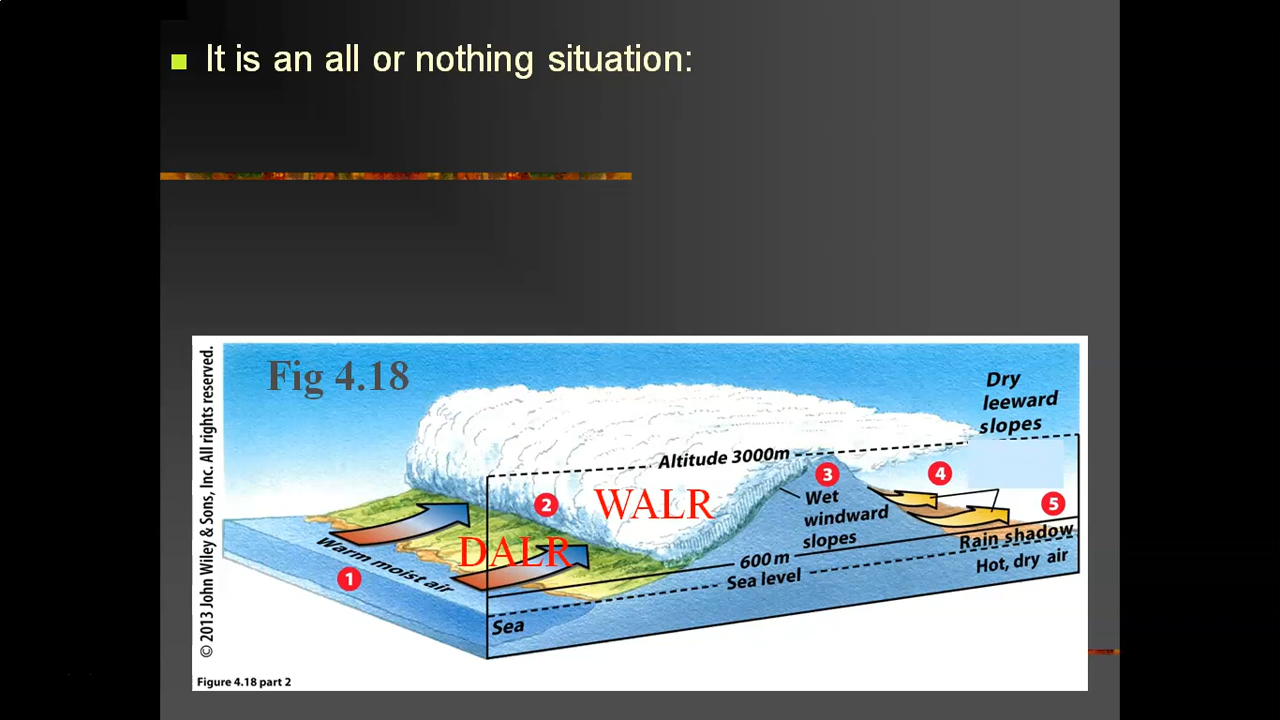 It is an all or nothing situation:
© 2013 John Wiley & Sons, Inc. All rights reserved.
Fig 4.18
Dry
leeward
slopes
Altitude 3000m
3
4
2
WALR
Wet
windward
slopes
5
Rain shadow
DALR
Warm moist air
600 m
Hot, dry air
1
Sea level
Sea
Figure 4.18 part 2